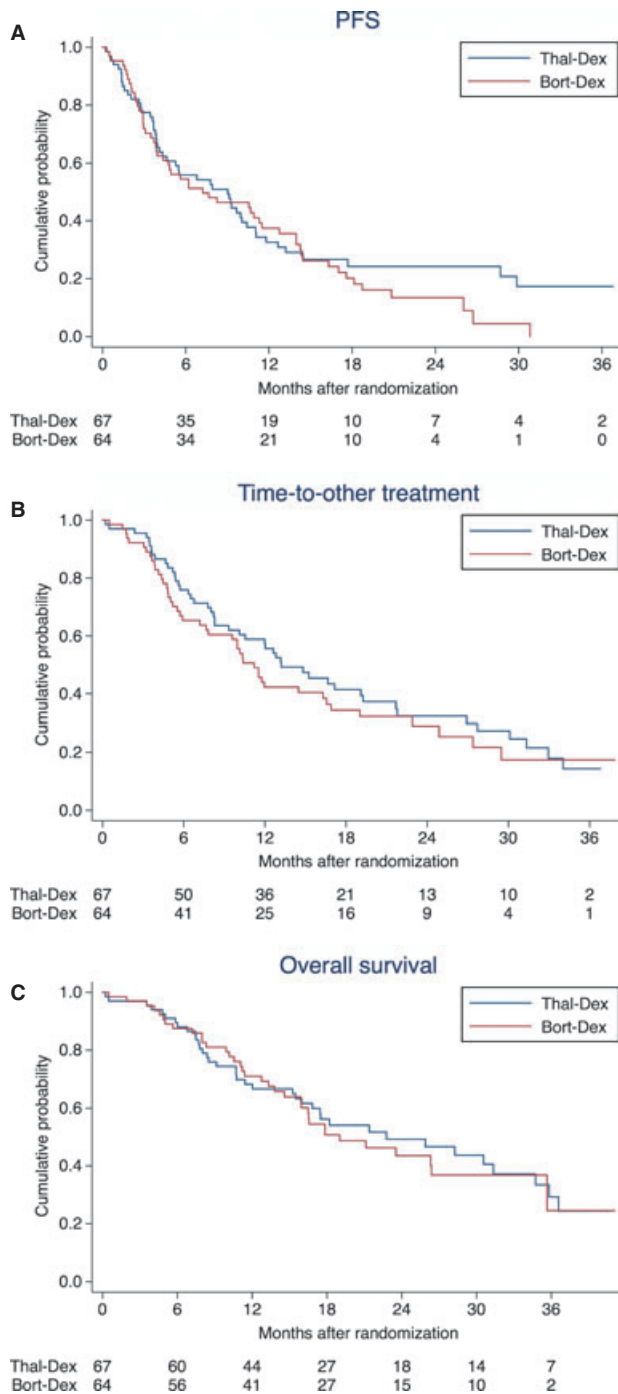 A
PFS
Thal-Dex
Bort-Dex
Cumulative probability
1.0
0.8
0.6
0.4
0.2
0.0
0 6 12 18 24 30 36
Months after randomization
Thal-Dex 67 35 19 10 7 4 2
Bort-Dex 64 34 21 10 4 1 0
B
Time-to-other treatment
Thal-Dex
Bort-Dex
Cumulative probability
1.0
0.8
0.6
0.4
0.2
0.0
0 6 12 18 24 30 36
Months after randomization
Thal-Dex 67 50 36 21 13 10 2
Bort-Dex 64 41 25 16 9 4 1
C
Overall survival
Thal-Dex
Bort-Dex
Cumulative probability
1.0
0.8
0.6
0.4
0.2
0.0
0 6 12 18 24 30 36
Months after randomization
Thal-Dex 67 60 44 27 18 14 7
Bort-Dex 64 56 41 27 15 10 2